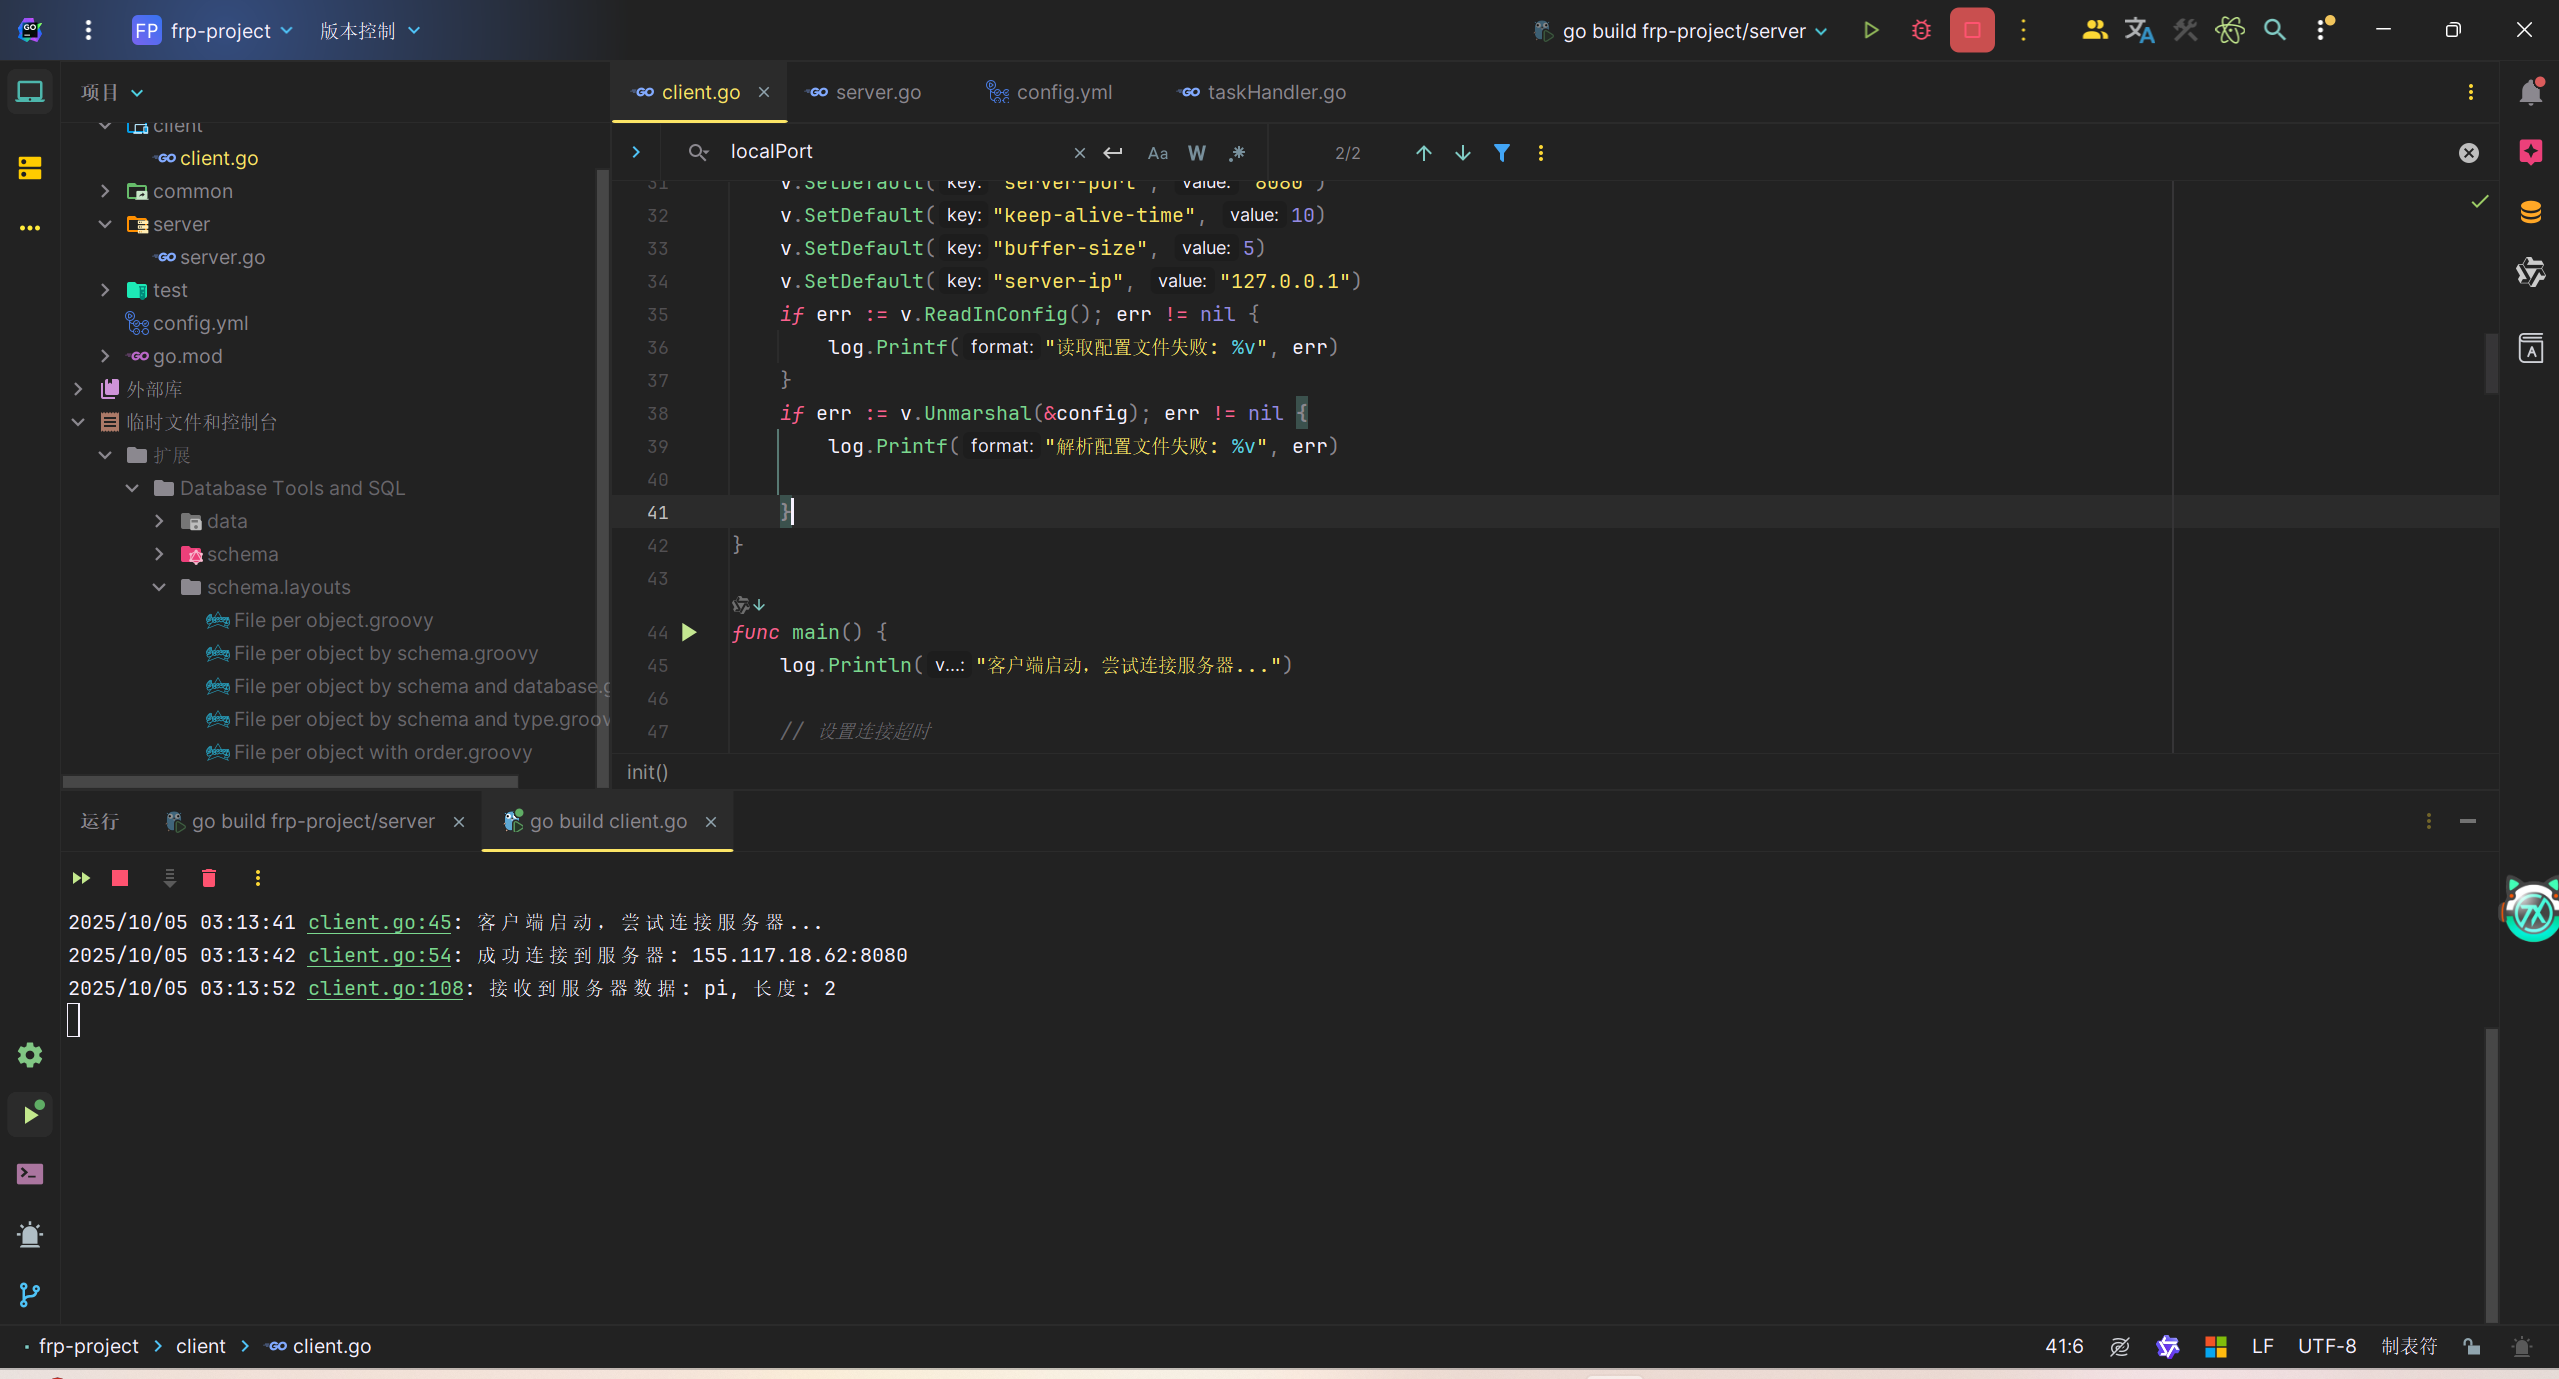 FP frp-project 版本控制 go build frp-project/server
项目
client.go server.go config.yml taskHandler.go
localPort Aa W .* 2/2
client
client.go
common
server
server.go
test
config.yml
go.mod
外部库
临时文件和控制台
扩展
Database Tools and SQL
data
schema
schema.layouts
File per object.groovy
File per object by schema.groovy
File per object by schema and database.g
File per object by schema and type.groov
File per object with order.groovy
31 v.SetDefault( key: "server-port", value: "8080")
32 v.SetDefault( key: "keep-alive-time", value: 10)
33 v.SetDefault( key: "buffer-size", value: 5)
34 v.SetDefault( key: "server-ip", value: "127.0.0.1")
35 if err := v.ReadInConfig(); err != nil {
36 log.Printf( format: "读取配置文件失败: %v", err)
37 }
38 if err := v.Unmarshal(&config); err != nil {
39 log.Printf( format: "解析配置文件失败: %v", err)
40
41 }
42 }
43
44 func main() {
45 log.Println( v...: "客户端启动，尝试连接服务器...")
46
47 // 设置连接超时
init()
运行 go build frp-project/server go build client.go
2025/10/05 03:13:41 client.go:45: 客户端启动，尝试连接服务器...
2025/10/05 03:13:42 client.go:54: 成功连接到服务器: 155.117.18.62:8080
2025/10/05 03:13:52 client.go:108: 接收到服务器数据: pi, 长度: 2
frp-project client client.go 41:6 LF UTF-8 制表符